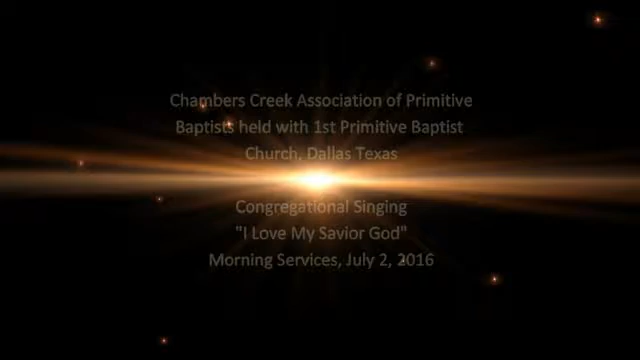 Chambers Creek Association of Primitive
Baptists held with 1st Primitive Baptist
Church, Dallas Texas
Congregational Singing
"I Love My Savior God"
Morning Services, July 2, 2016